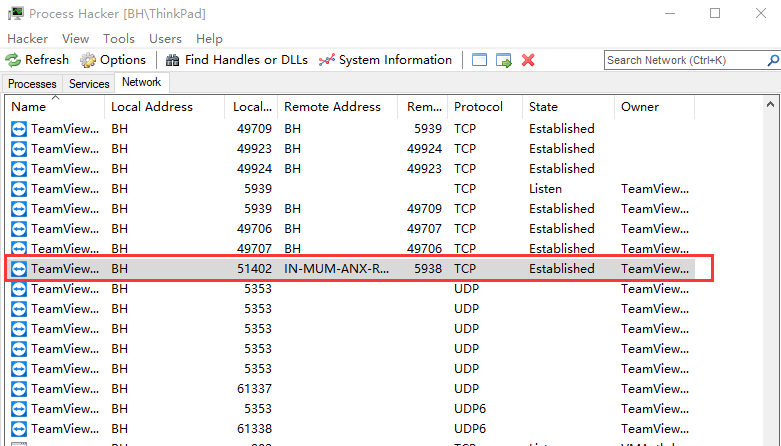 Process Hacker [BH\ThinkPad]
Hacker View Tools Users Help
Refresh Options Find Handles or DLLs System Information Search Network (Ctrl+K)
Processes Services Network
Name Local Address Local... Remote Address Rem... Protocol State Owner
TeamView... BH 49709 BH 5939 TCP Established
TeamView... BH 49923 BH 49924 TCP Established
TeamView... BH 49924 BH 49923 TCP Established
TeamView... BH 5939 TCP Listen TeamView...
TeamView... BH 5939 BH 49709 TCP Established TeamView...
TeamView... BH 49706 BH 49707 TCP Established TeamView...
TeamView... BH 49707 BH 49706 TCP Established TeamView...
TeamView... BH 51402 IN-MUM-ANX-R... 5938 TCP Established TeamView...
TeamView... BH 5353 UDP TeamView...
TeamView... BH 5353 UDP TeamView...
TeamView... BH 5353 UDP TeamView...
TeamView... BH 5353 UDP TeamView...
TeamView... BH 5353 UDP TeamView...
TeamView... BH 61337 UDP TeamView...
TeamView... BH 5353 UDP6 TeamView...
TeamView... BH 61338 UDP6 TeamView...